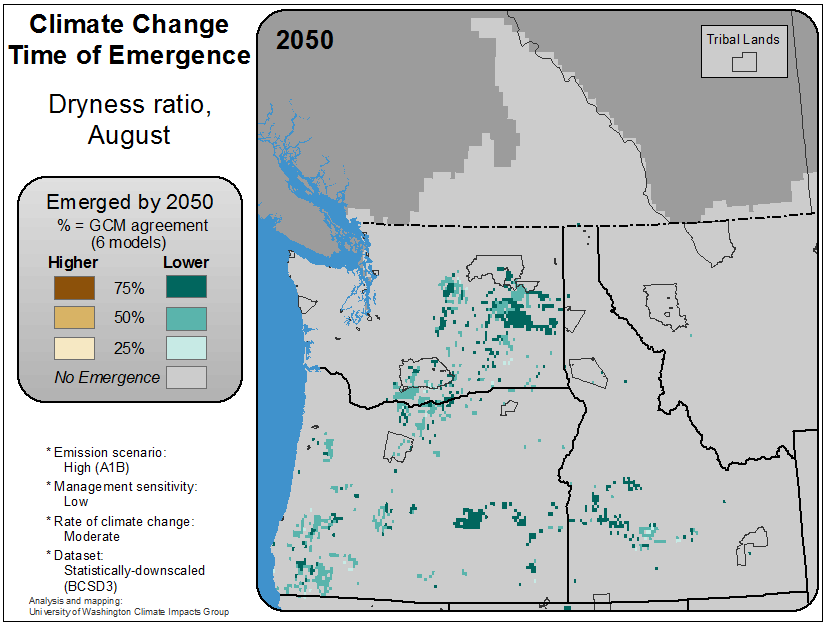 Climate Change
Time of Emergence
Dryness ratio,
August
Emerged by 2050
% = GCM agreement
(6 models)
Higher Lower
75%
50%
25%
No Emergence
* Emission scenario:
High (A1B)
* Management sensitivity:
Low
* Rate of climate change:
Moderate
* Dataset:
Statistically-downscaled
(BCSD3)
Analysis and mapping:
University of Washington Climate Impacts Group
2050
Tribal Lands